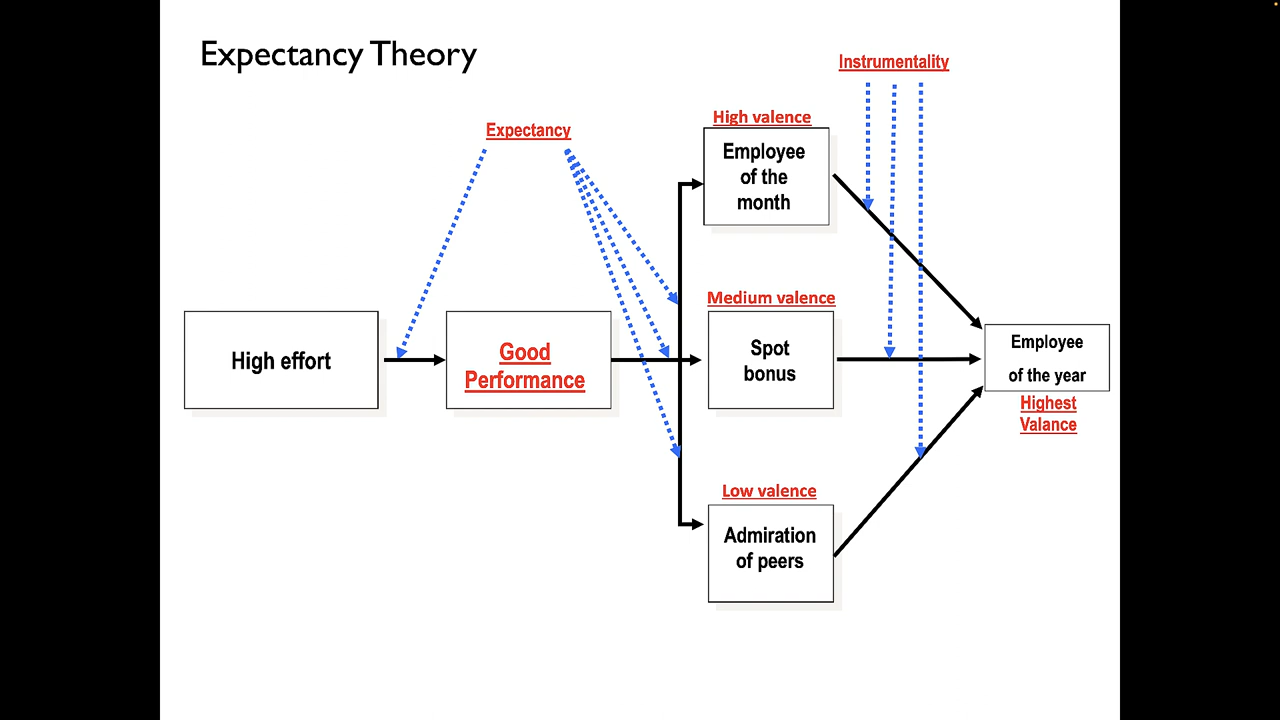 Expectancy Theory
Instrumentality
High valence
Expectancy
Employee
of the
month
Medium valence
High effort
Good
Performance
Spot
bonus
Employee
of the year
Highest
Valance
Low valence
Admiration
of peers